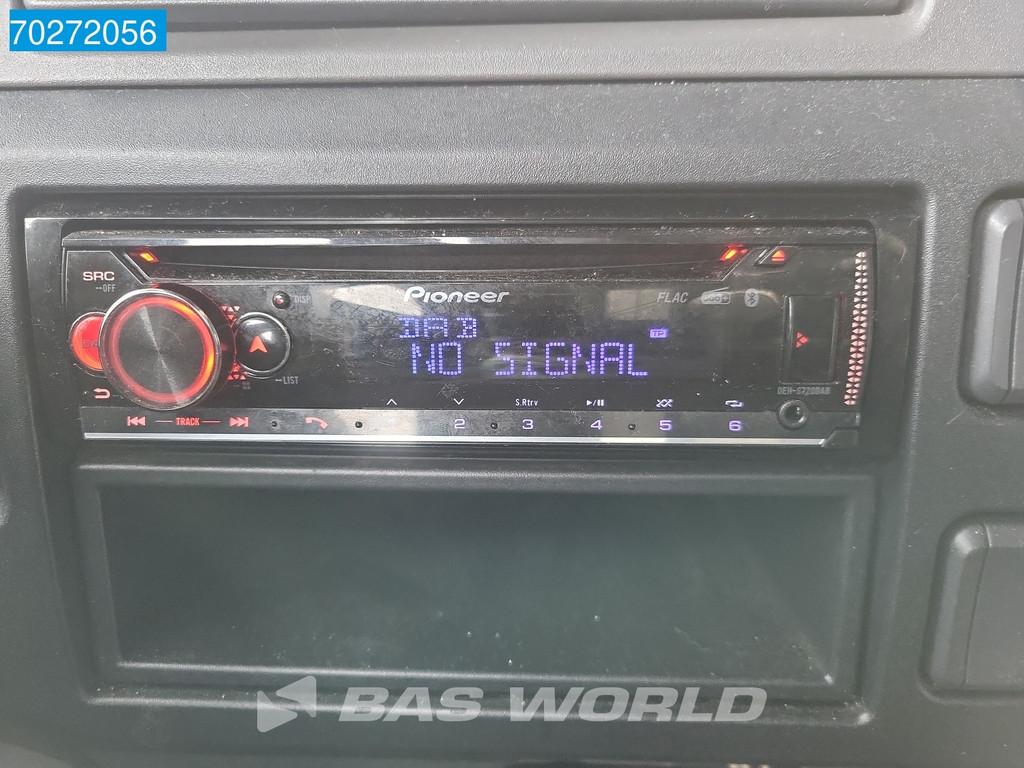 70272056
SRC
OFF
DISP
Pioneer
FLAC
DAB
TP
NO SIGNAL
LIST
DEH-S720DAB
S.Rtrv
TRACK
2 3 4 5 6
BAS WORLD